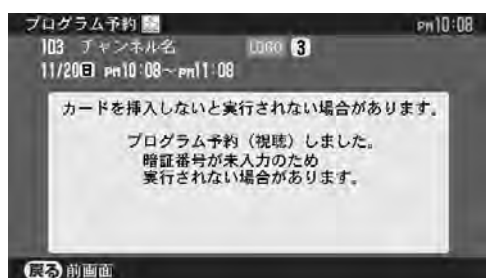 プログラム予約 PM10:08
103 チャンネル名 LOGO 3
11/20日 PM10:08～PM11:08
カードを挿入しないと実行されない場合があります。
プログラム予約（視聴）しました。
暗証番号が未入力のため
実行されない場合があります。
戻る 前画面